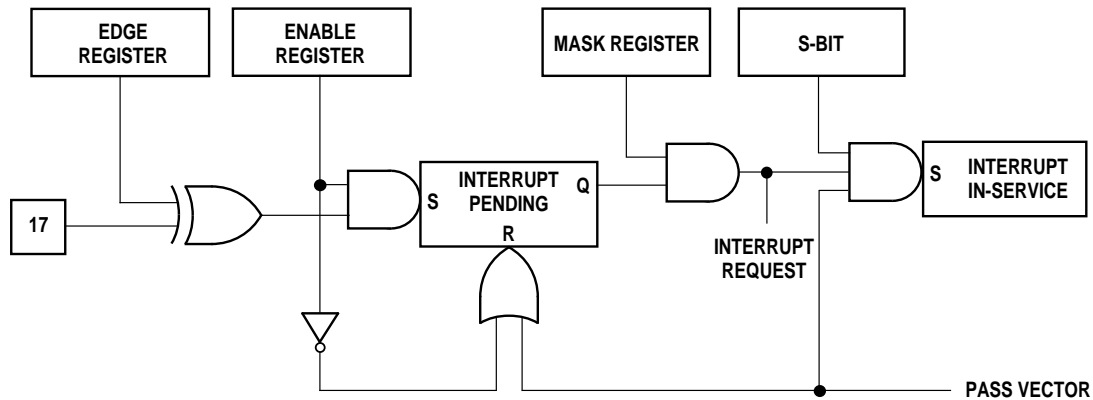 EDGE
REGISTER
ENABLE
REGISTER
MASK REGISTER
S-BIT
17
S
INTERRUPT
PENDING
Q
R
INTERRUPT
REQUEST
S
INTERRUPT
IN-SERVICE
PASS VECTOR